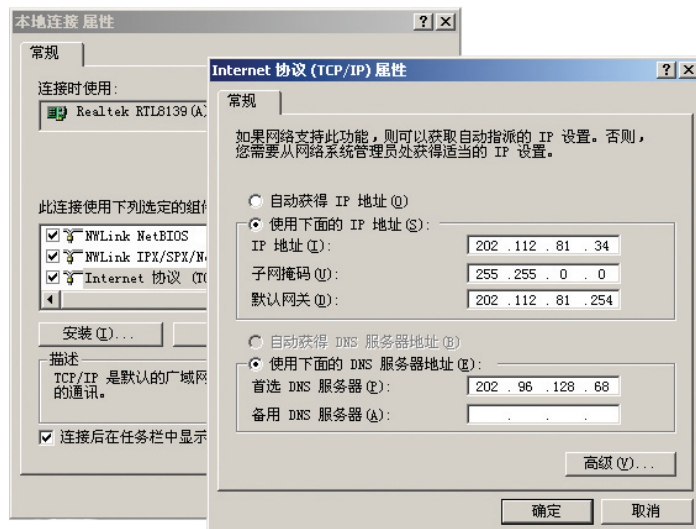 本地连接 属性
常规
连接时使用:
Realtek RTL8139(A)
此连接使用下列选定的组件
NWLink NetBIOS
NWLink IPX/SPX/Ne
Internet 协议 (TC
安装(I)...
描述
TCP/IP 是默认的广域网
的通讯。
连接后在任务栏中显示
Internet 协议 (TCP/IP) 属性
常规
如果网络支持此功能，则可以获取自动指派的 IP 设置。否则，
您需要从网络系统管理员处获得适当的 IP 设置。
自动获得 IP 地址(O)
使用下面的 IP 地址(S):
IP 地址(I): 202 .112 . 81 . 34
子网掩码(U): 255 .255 . 0 . 0
默认网关(D): 202 .112 . 81 .254
自动获得 DNS 服务器地址(B)
使用下面的 DNS 服务器地址(E):
首选 DNS 服务器(P): 202 . 96 .128 . 68
备用 DNS 服务器(A): . . .
高级(V)...
确定
取消